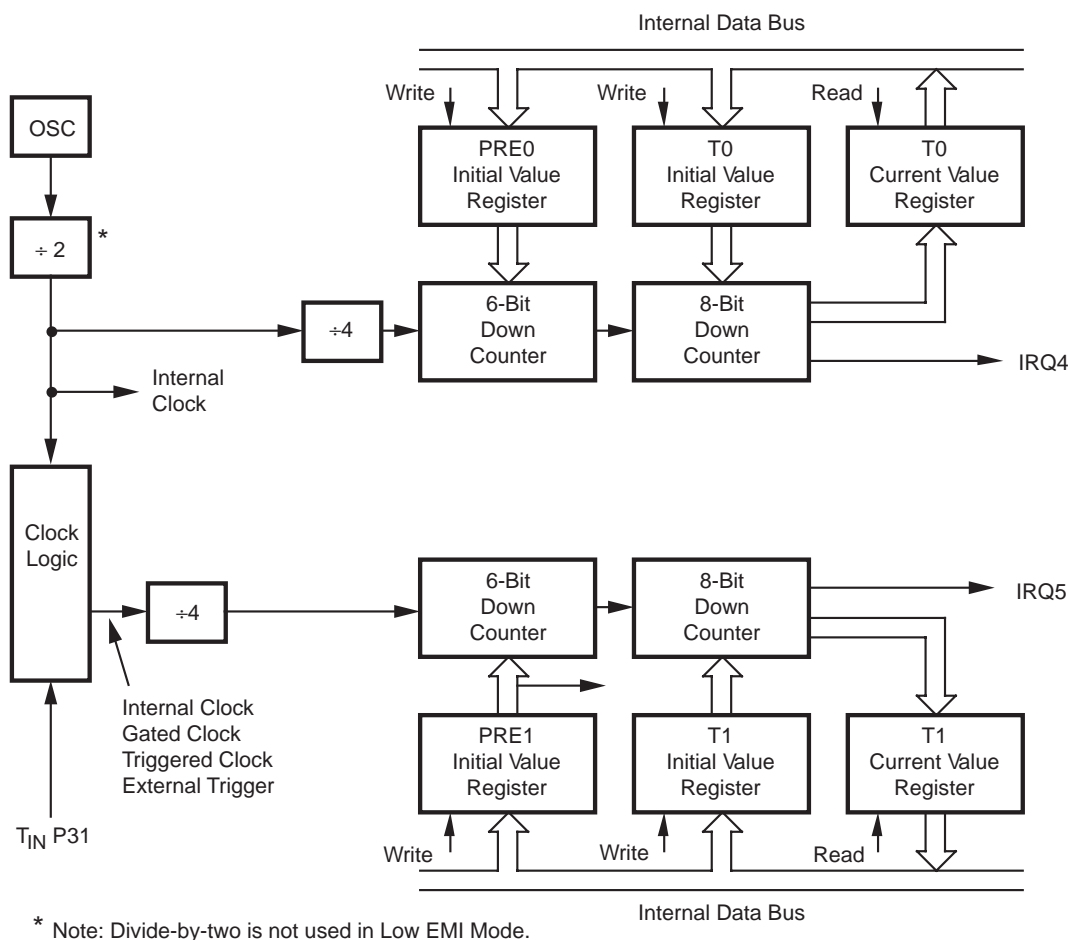 Internal Data Bus
Write
Write
Read
OSC
PRE0
Initial Value
Register
T0
Initial Value
Register
T0
Current Value
Register
÷ 2
*
÷4
6-Bit
Down
Counter
8-Bit
Down
Counter
IRQ4
Internal
Clock
Clock
Logic
÷4
6-Bit
Down
Counter
8-Bit
Down
Counter
IRQ5
Internal Clock
Gated Clock
Triggered Clock
External Trigger
PRE1
Initial Value
Register
T1
Initial Value
Register
T1
Current Value
Register
TIN P31
Write
Write
Read
Internal Data Bus
* Note: Divide-by-two is not used in Low EMI Mode.